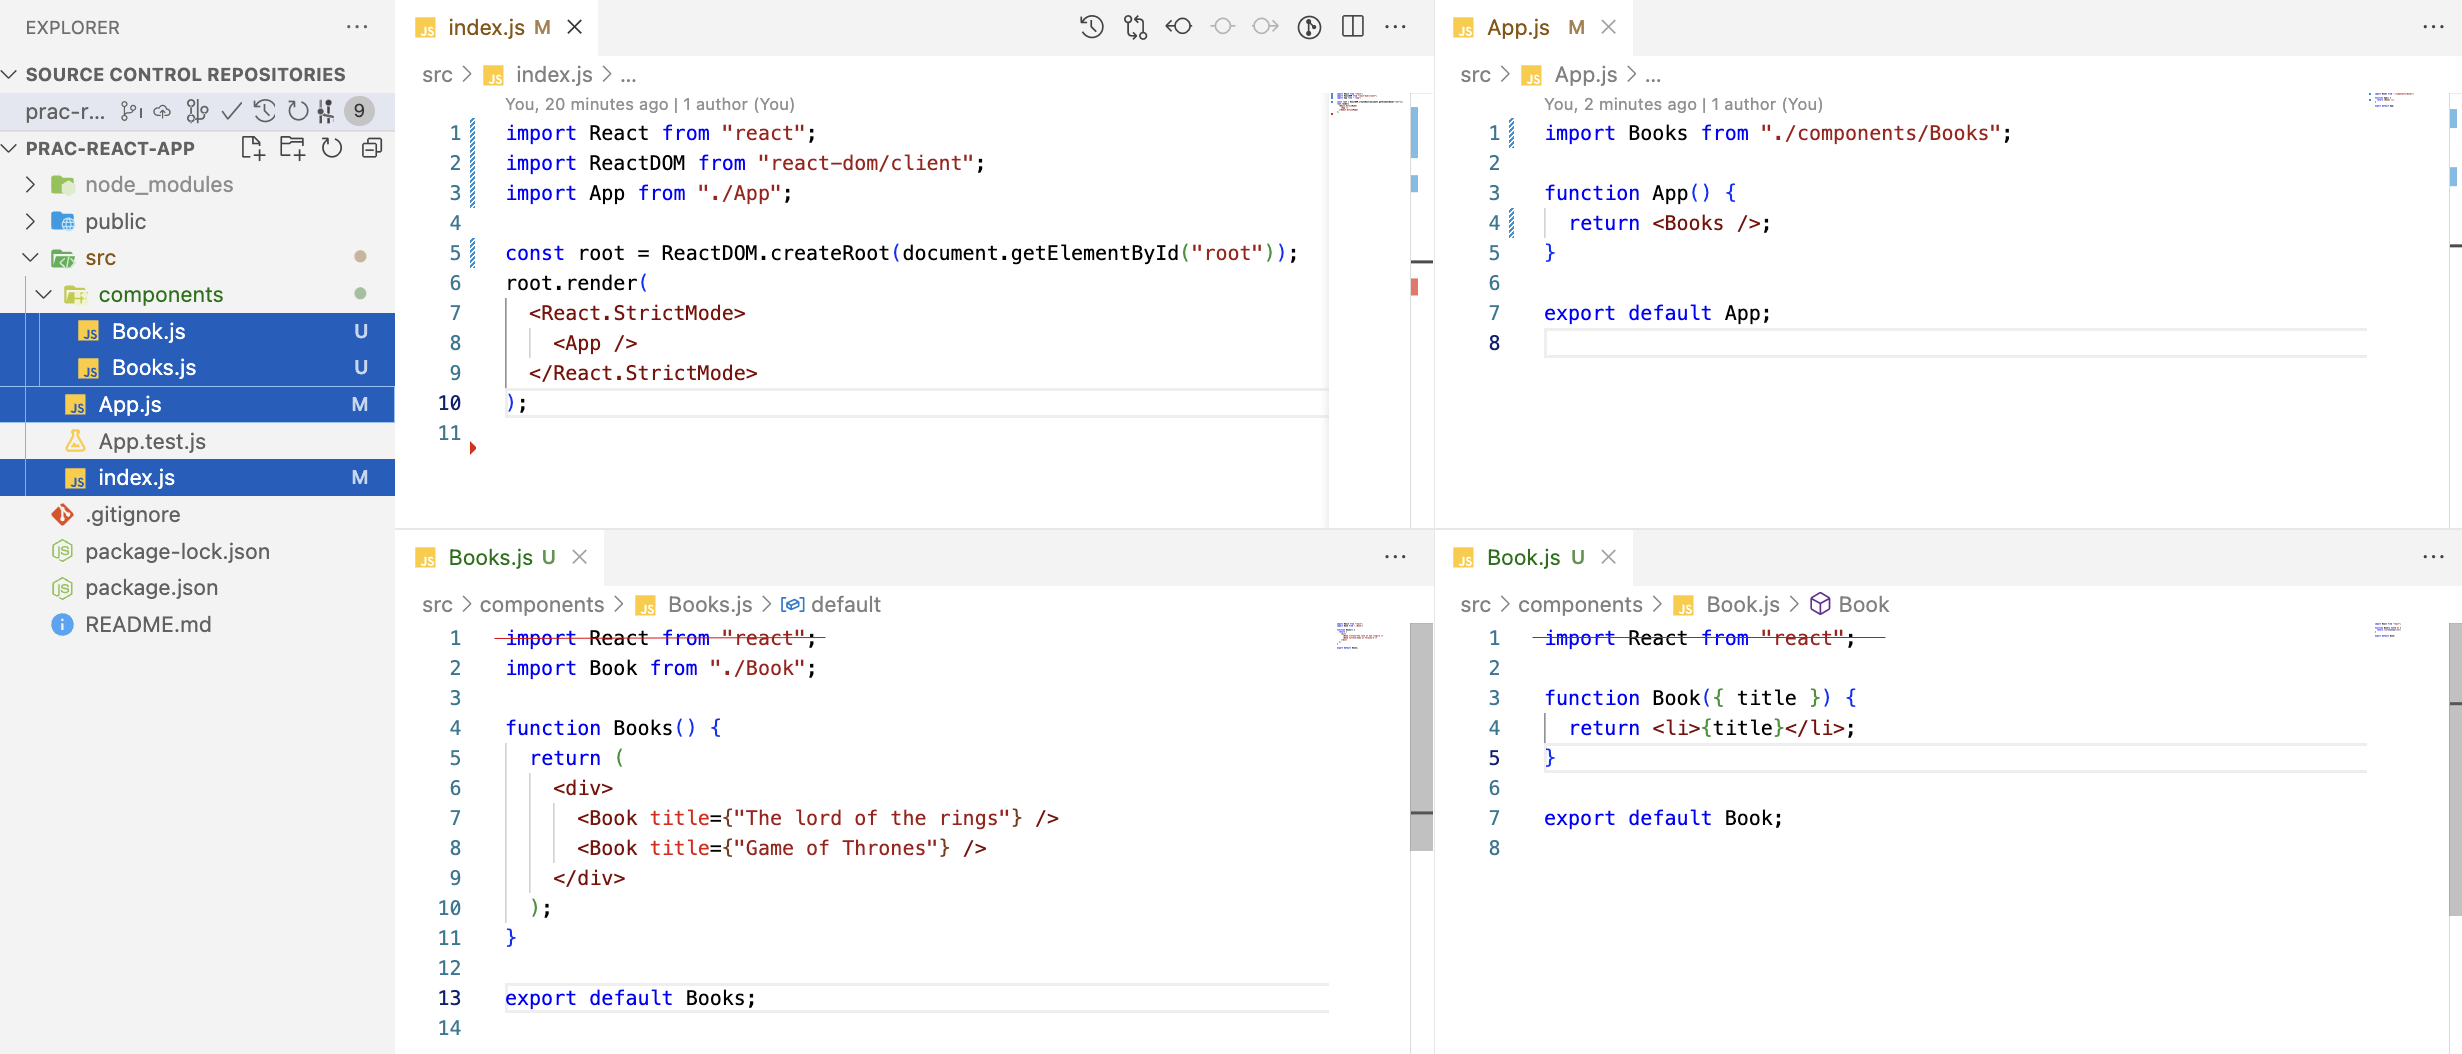 EXPLORER
SOURCE CONTROL REPOSITORIES
prac-r... 9
PRAC-REACT-APP
node_modules
public
src
components
Book.js U
Books.js U
App.js M
App.test.js
index.js M
.gitignore
package-lock.json
package.json
README.md
index.js M
src > index.js > ...
You, 20 minutes ago | 1 author (You)
1 import React from "react";
2 import ReactDOM from "react-dom/client";
3 import App from "./App";
4
5 const root = ReactDOM.createRoot(document.getElementById("root"));
6 root.render(
7 <React.StrictMode>
8 <App />
9 </React.StrictMode>
10 );
11
App.js M
src > App.js > ...
You, 2 minutes ago | 1 author (You)
1 import Books from "./components/Books";
2
3 function App() {
4 return <Books />;
5 }
6
7 export default App;
8
Books.js U
src > components > Books.js > default
1 import React from "react";
2 import Book from "./Book";
3
4 function Books() {
5 return (
6 <div>
7 <Book title={"The lord of the rings"} />
8 <Book title={"Game of Thrones"} />
9 </div>
10 );
11 }
12
13 export default Books;
14
Book.js U
src > components > Book.js > Book
1 import React from "react";
2
3 function Book({ title }) {
4 return <li>{title}</li>;
5 }
6
7 export default Book;
8